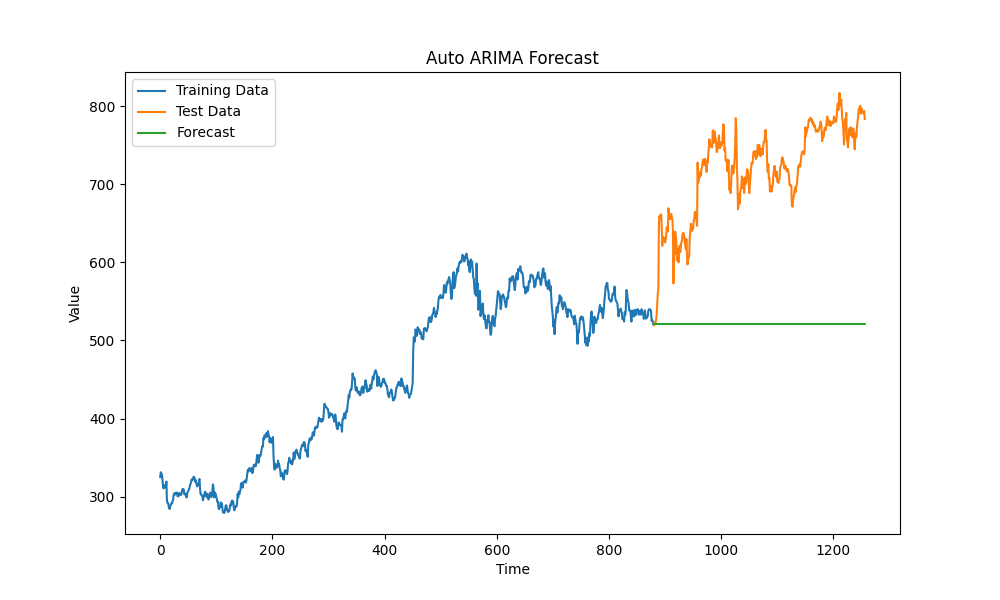 Auto ARIMA Forecast
Training Data
Test Data
Forecast
800
700
600
500
400
300
Value
0 200 400 600 800 1000 1200
Time